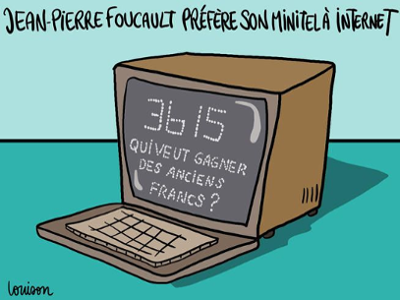 JEAN-PIERRE FOUCAULT PRÉFÈRE SON MINITEL À INTERNET
3615
QUI VEUT GAGNER
DES ANCIENS
FRANCS ?
louison